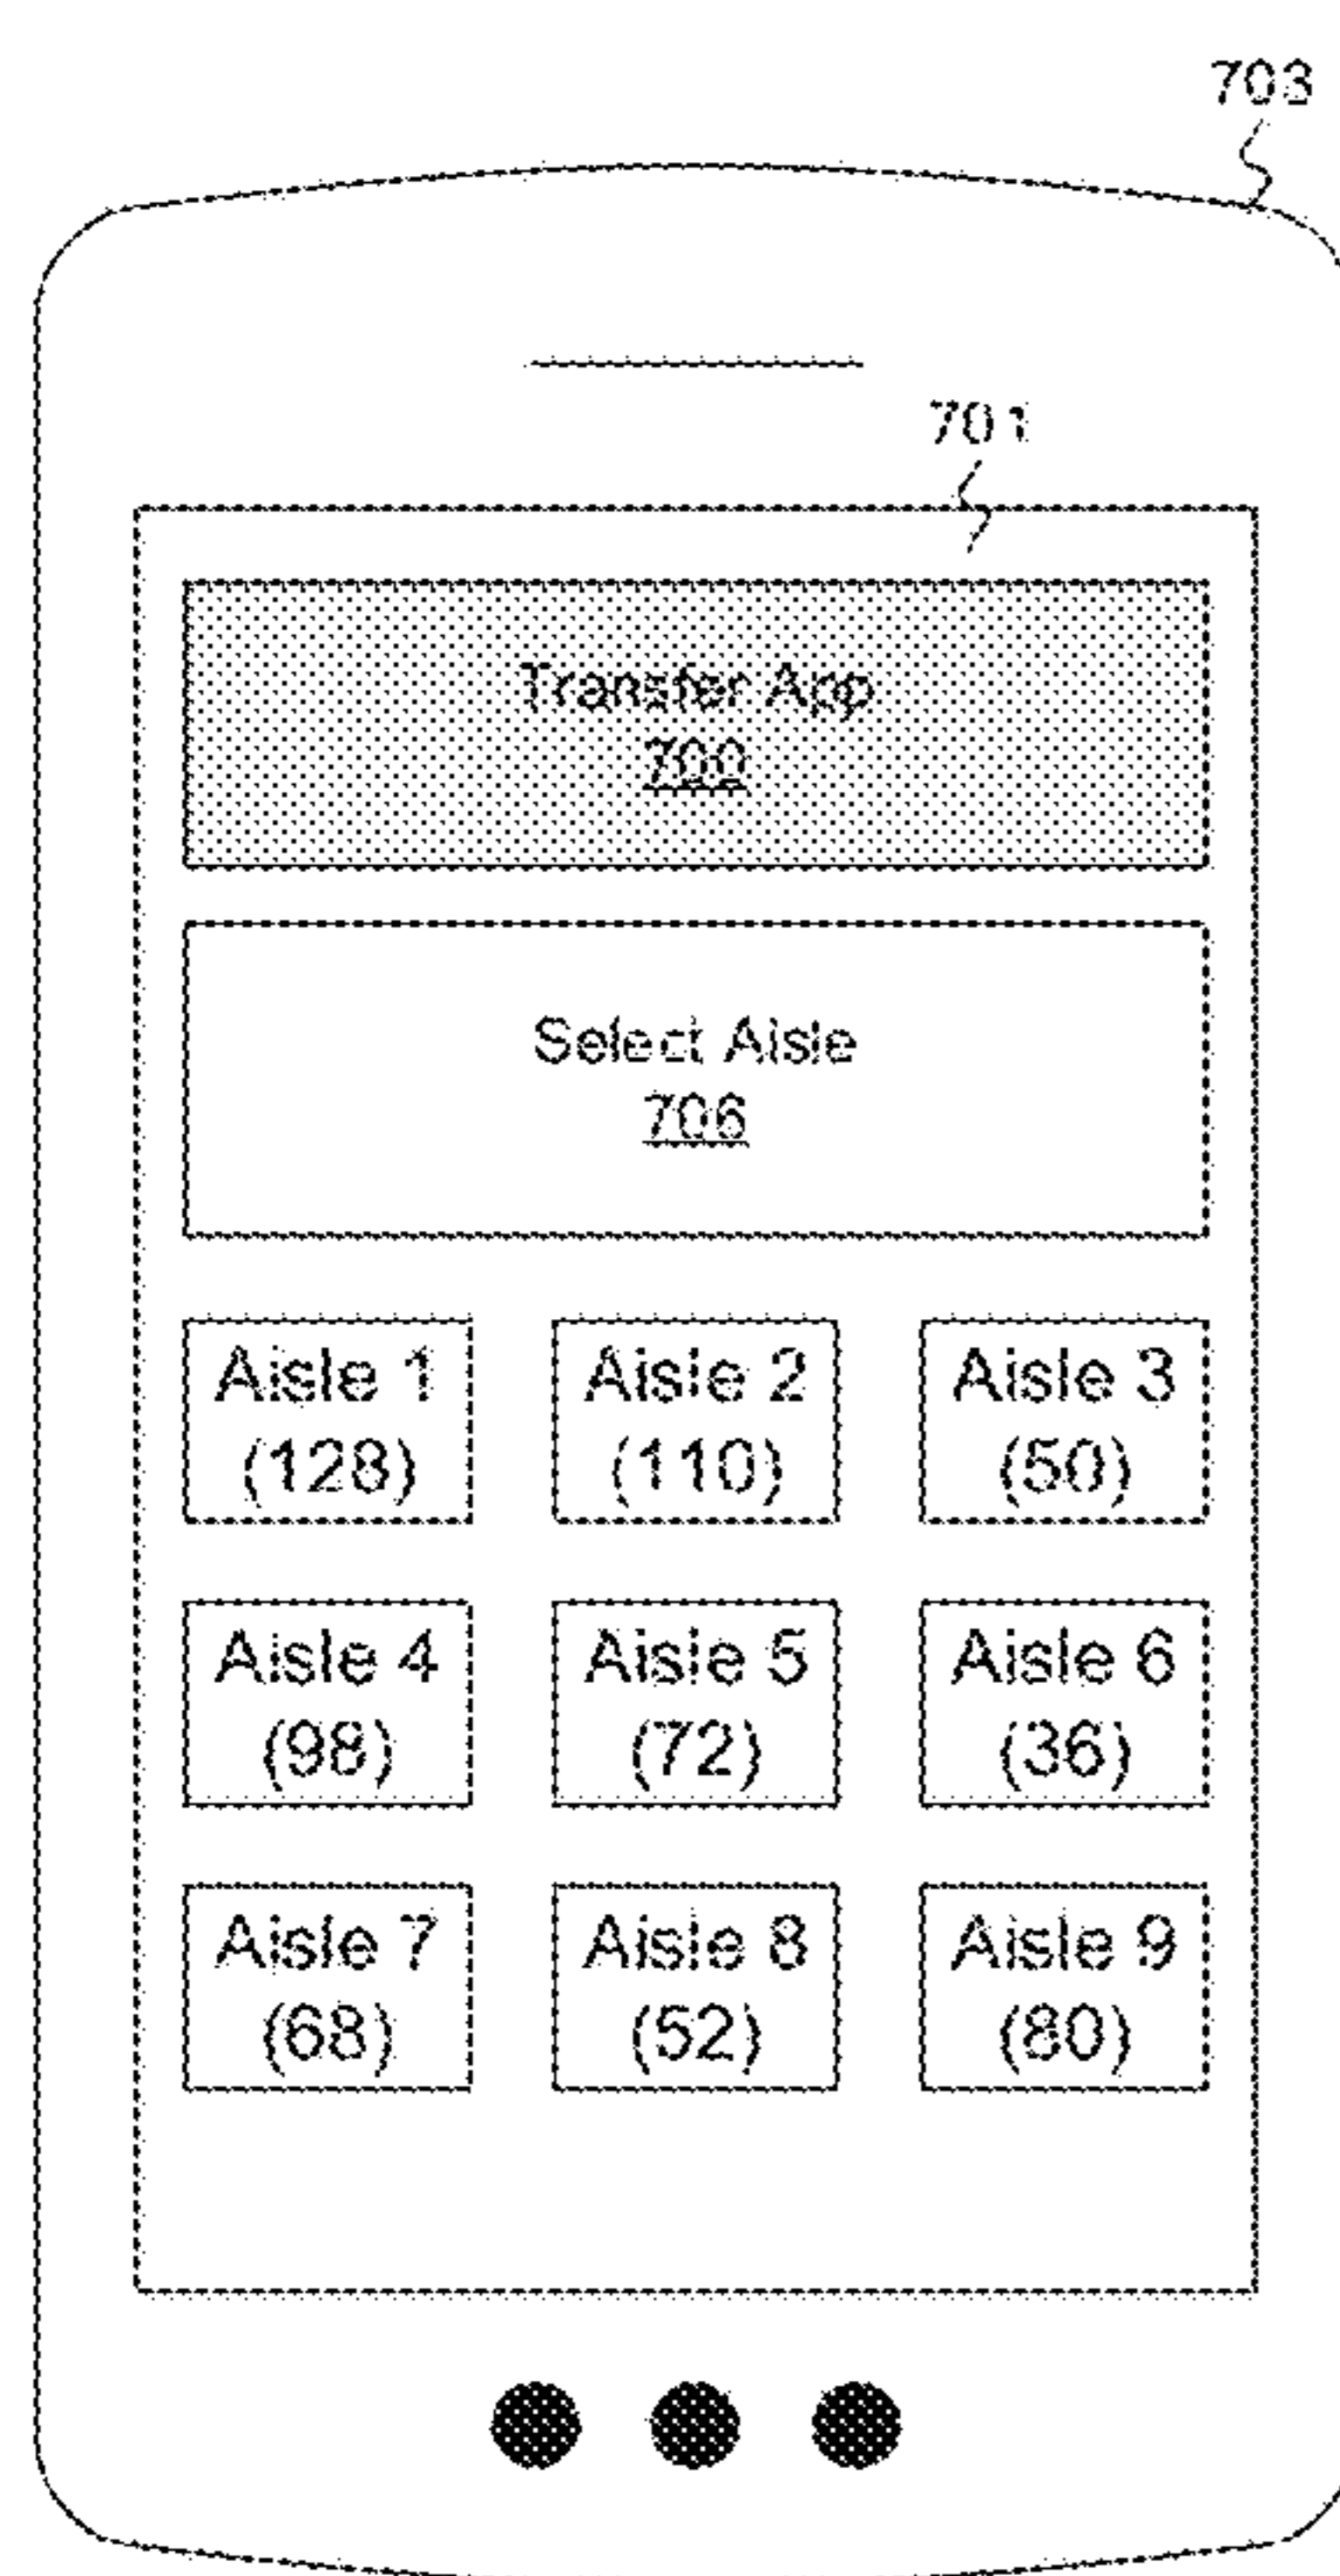 703
701
Transfer App
700
Select Aisle
706
Aisle 1 Aisle 2 Aisle 3
(128) (110) (50)
Aisle 4 Aisle 5 Aisle 6
(98) (72) (36)
Aisle 7 Aisle 8 Aisle 9
(68) (52) (80)